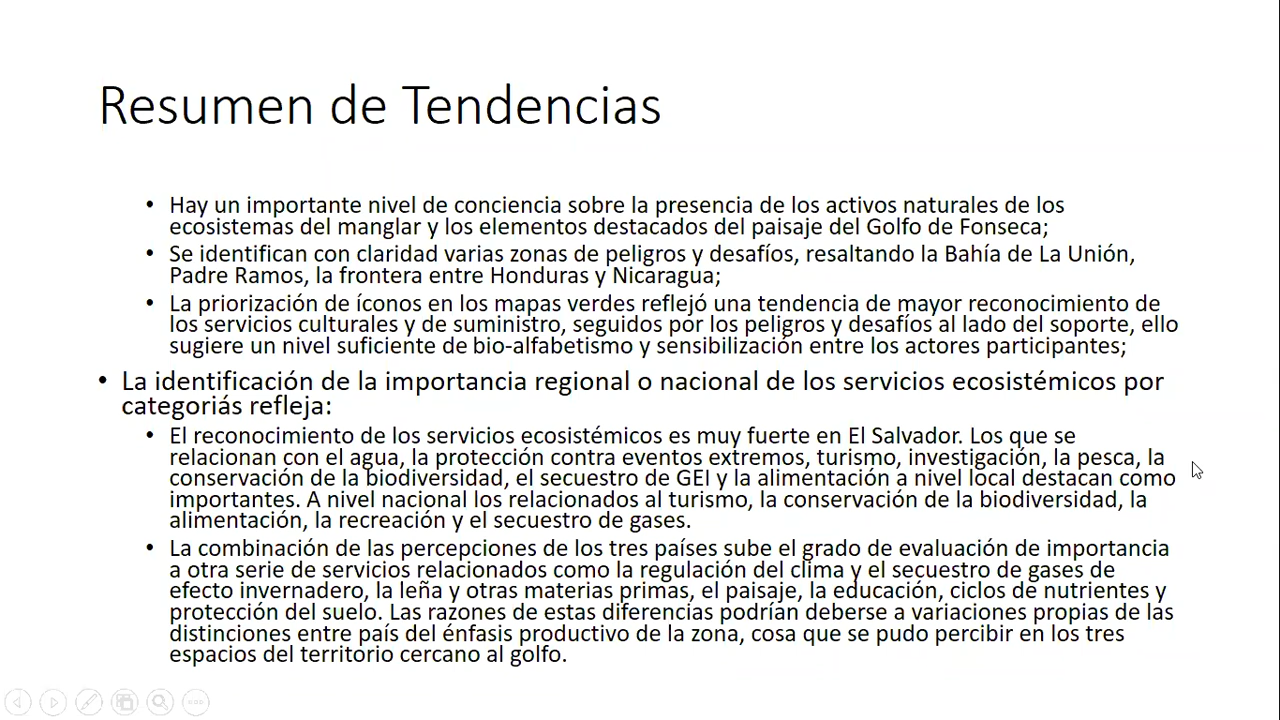 Resumen de Tendencias
• Hay un importante nivel de conciencia sobre la presencia de los activos naturales de los
ecosistemas del manglar y los elementos destacados del paisaje del Golfo de Fonseca;
• Se identifican con claridad varias zonas de peligros y desafíos, resaltando la Bahía de La Unión,
Padre Ramos, la frontera entre Honduras y Nicaragua;
• La priorización de íconos en los mapas verdes reflejó una tendencia de mayor reconocimiento de
los servicios culturales y de suministro, seguidos por los peligros y desafíos al lado del soporte, ello
sugiere un nivel suficiente de bio-alfabetismo y sensibilización entre los actores participantes;
• La identificación de la importancia regional o nacional de los servicios ecosistémicos por
categoriás refleja:
• El reconocimiento de los servicios ecosistémicos es muy fuerte en El Salvador. Los que se
relacionan con el agua, la protección contra eventos extremos, turismo, investigación, la pesca, la
conservación de la biodiversidad, el secuestro de GEI y la alimentación a nivel local destacan como
importantes. A nivel nacional los relacionados al turismo, la conservación de la biodiversidad, la
alimentación, la recreación y el secuestro de gases.
• La combinación de las percepciones de los tres países sube el grado de evaluación de importancia
a otra serie de servicios relacionados como la regulación del clima y el secuestro de gases de
efecto invernadero, la leña y otras materias primas, el paisaje, la educación, ciclos de nutrientes y
protección del suelo. Las razones de estas diferencias podrían deberse a variaciones propias de las
distinciones entre país del énfasis productivo de la zona, cosa que se pudo percibir en los tres
espacios del territorio cercano al golfo.